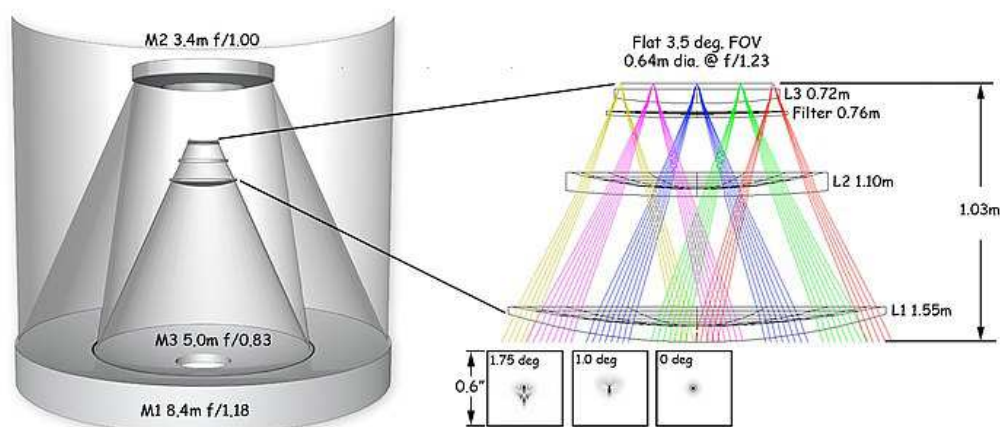 M2 3.4m f/1.00
M3 5.0m f/0.83
M1 8.4m f/1.18
Flat 3.5 deg. FOV
0.64m dia. @ f/1.23
L3 0.72m
Filter 0.76m
L2 1.10m
1.03m
L1 1.55m
0.6"
1.75 deg
1.0 deg
0 deg